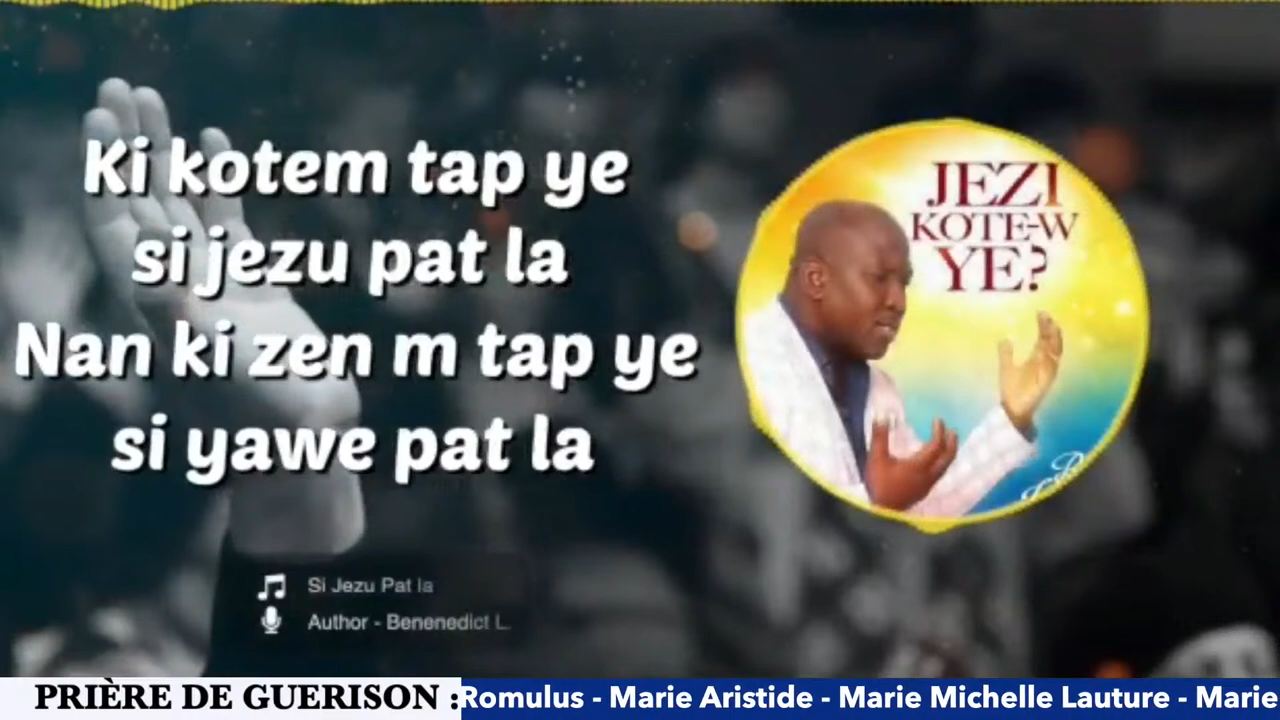 Ki kotem tap ye
si jezu pat la
Nan ki zen m tap ye
si yawe pat la
JEZI
KOTE-W
YE?
Si Jezu Pat la
Author - Benenedict L.
PRIÈRE DE GUERISON :
Romulus - Marie Aristide - Marie Michelle Lauture - Marie